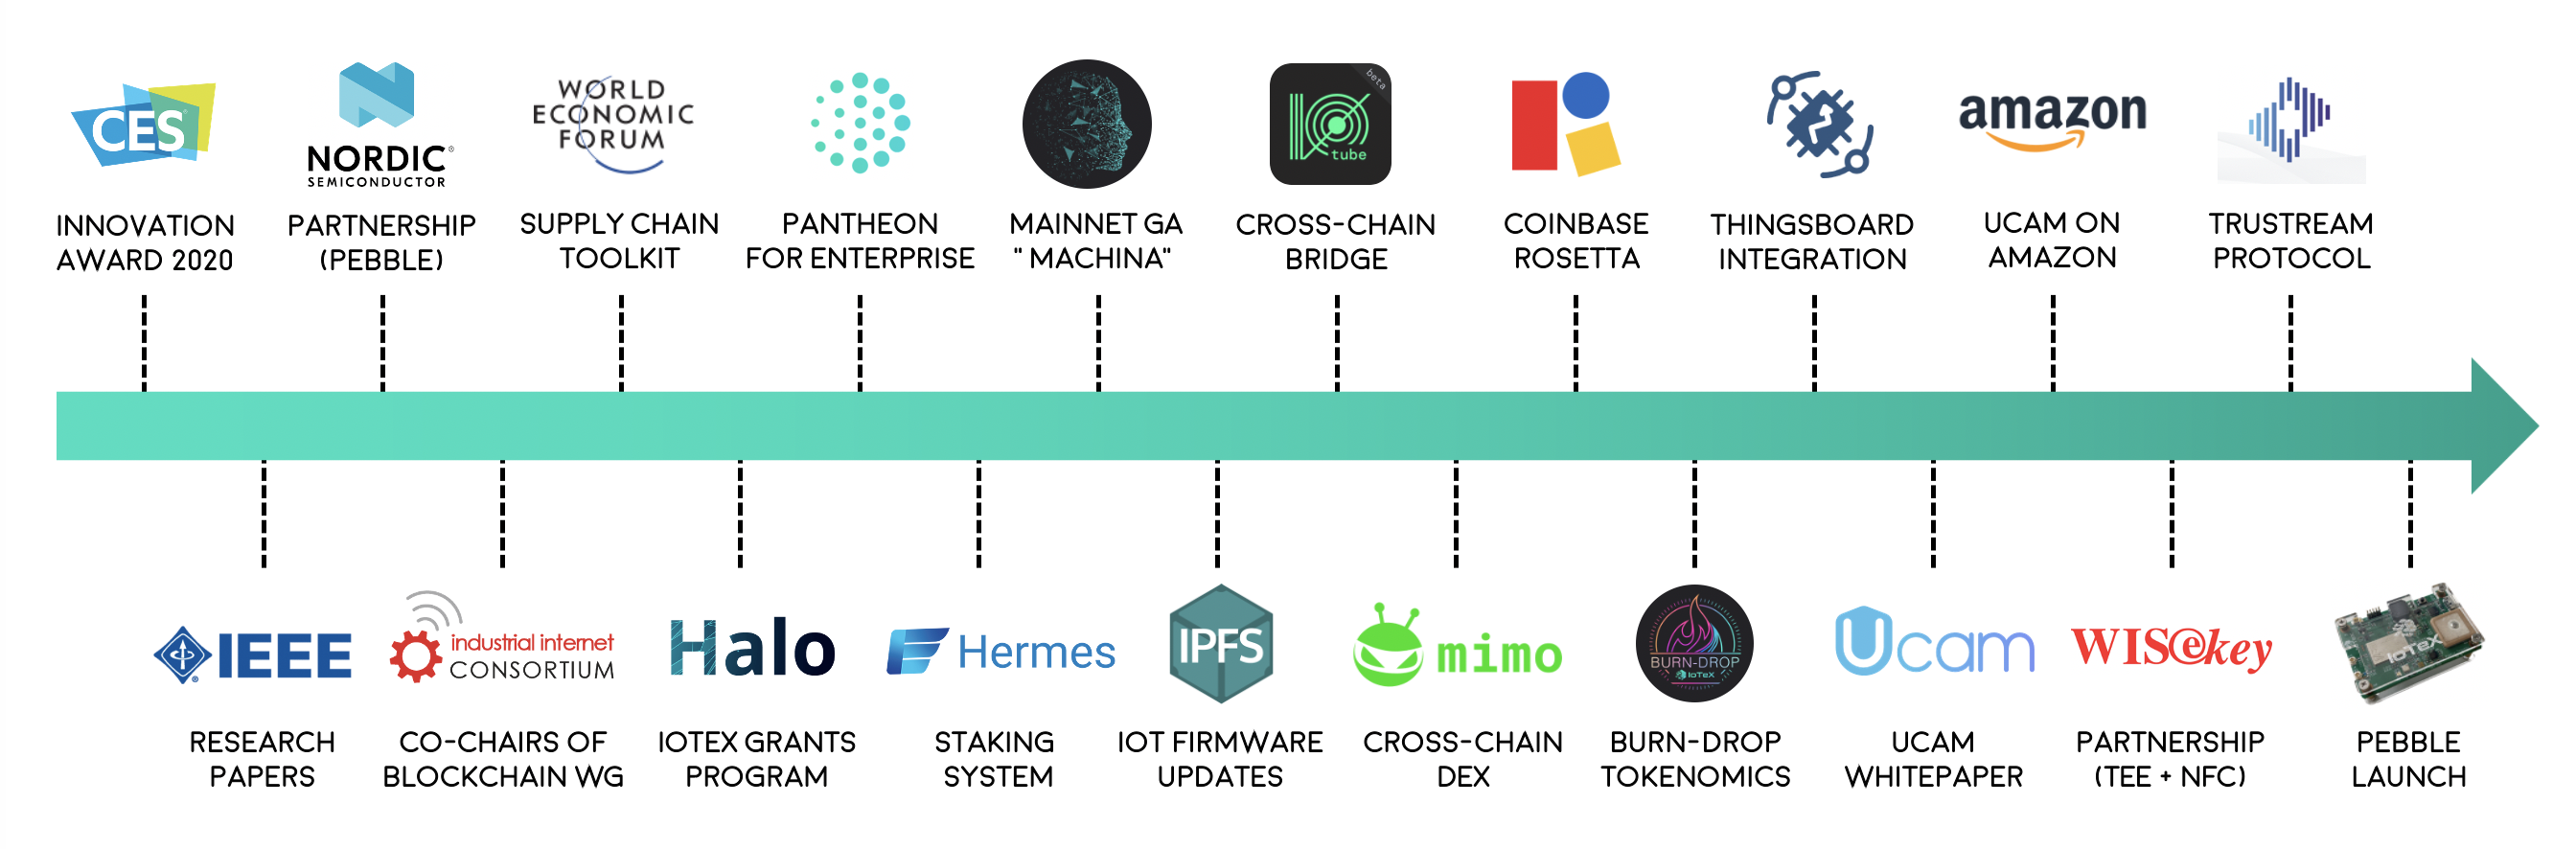 CES
INNOVATION
AWARD 2020
NORDIC®
SEMICONDUCTOR
PARTNERSHIP
(PEBBLE)
WORLD
ECONOMIC
FORUM
SUPPLY CHAIN
TOOLKIT
PANTHEON
FOR ENTERPRISE
MAINNET GA
" MACHINA"
beta
tube
CROSS-CHAIN
BRIDGE
COINBASE
ROSETTA
THINGSBOARD
INTEGRATION
amazon
UCAM ON
AMAZON
TRUSTREAM
PROTOCOL
IEEE
RESEARCH
PAPERS
industrial internet
CONSORTIUM
CO-CHAIRS OF
BLOCKCHAIN WG
Halo
IOTEX GRANTS
PROGRAM
Hermes
STAKING
SYSTEM
IPFS
IOT FIRMWARE
UPDATES
mimo
CROSS-CHAIN
DEX
BURN-DROP
IoTeX
BURN-DROP
TOKENOMICS
Ucam
UCAM
WHITEPAPER
WISekey
PARTNERSHIP
(TEE + NFC)
IoTeX
PEBBLE
LAUNCH